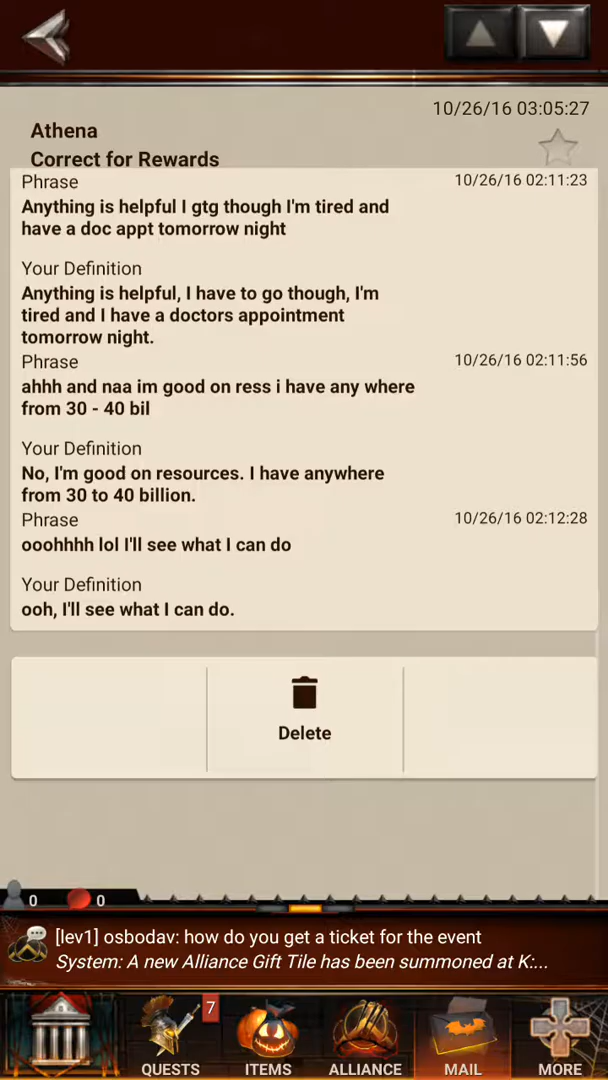 10/26/16 03:05:27
Athena
Correct for Rewards
Phrase
10/26/16 02:11:23
Anything is helpful I gtg though I'm tired and
have a doc appt tomorrow night
Your Definition
Anything is helpful, I have to go though, I'm
tired and I have a doctors appointment
tomorrow night.
Phrase
10/26/16 02:11:56
ahhh and naa im good on ress i have any where
from 30 - 40 bil
Your Definition
No, I'm good on resources. I have anywhere
from 30 to 40 billion.
Phrase
10/26/16 02:12:28
ooohhhh lol I'll see what I can do
Your Definition
ooh, I'll see what I can do.
Delete
0
0
[lev1] osbodav: how do you get a ticket for the event
System: A new Alliance Gift Tile has been summoned at K:...
7
QUESTS
ITEMS
ALLIANCE
MAIL
MORE